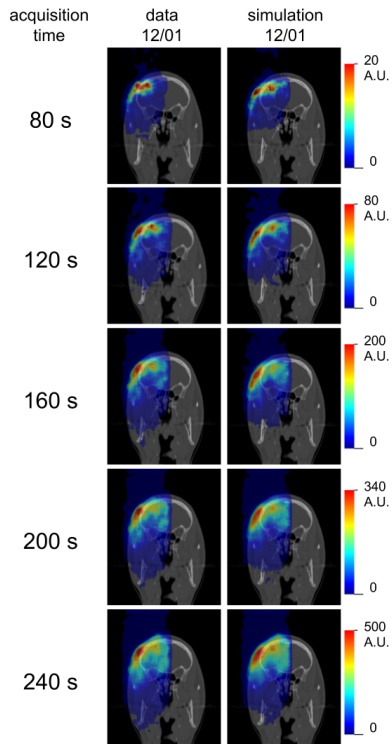 acquisition time
data 12/01
simulation 12/01
80 s
20
A.U.
0
120 s
80
A.U.
0
160 s
200
A.U.
0
200 s
340
A.U.
0
240 s
500
A.U.
0